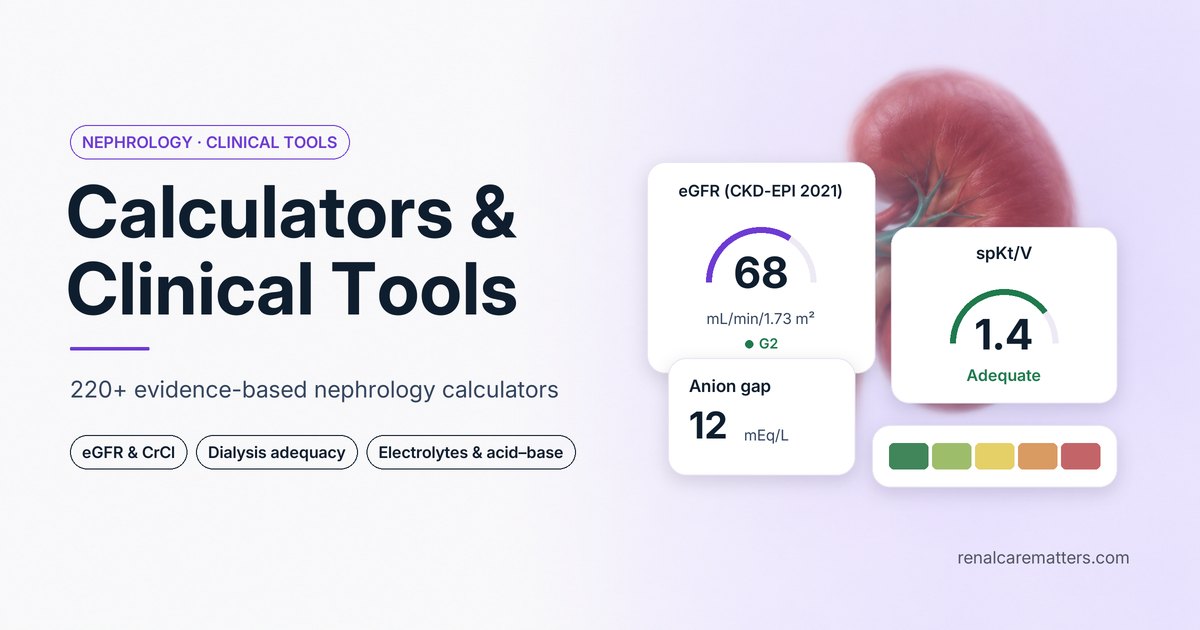 NEPHROLOGY · CLINICAL TOOLS
Calculators &
Clinical Tools
220+ evidence-based nephrology calculators
eGFR & CrCl
Dialysis adequacy
Electrolytes & acid–base
eGFR (CKD-EPI 2021)
68
mL/min/1.73 m²
G2
Anion gap
12 mEq/L
spKt/V
1.4
Adequate
renalcarematters.com